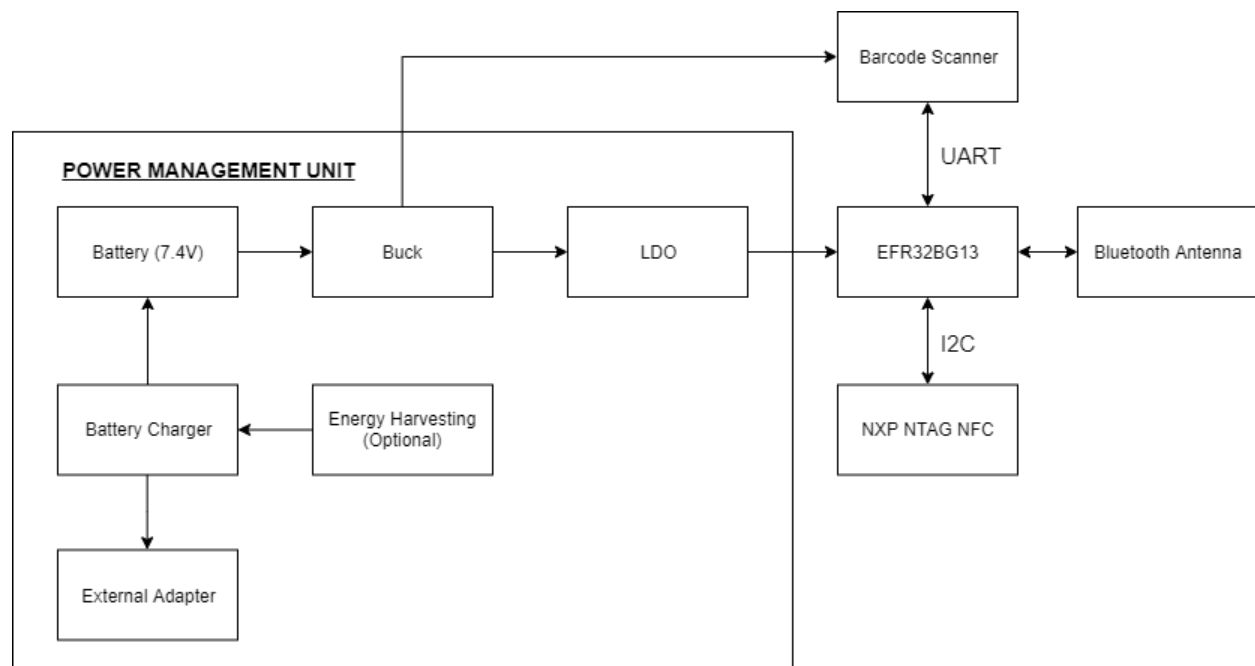 Barcode Scanner
UART
POWER MANAGEMENT UNIT
Battery (7.4V)
Buck
LDO
EFR32BG13
Bluetooth Antenna
I2C
Battery Charger
Energy Harvesting
(Optional)
NXP NTAG NFC
External Adapter